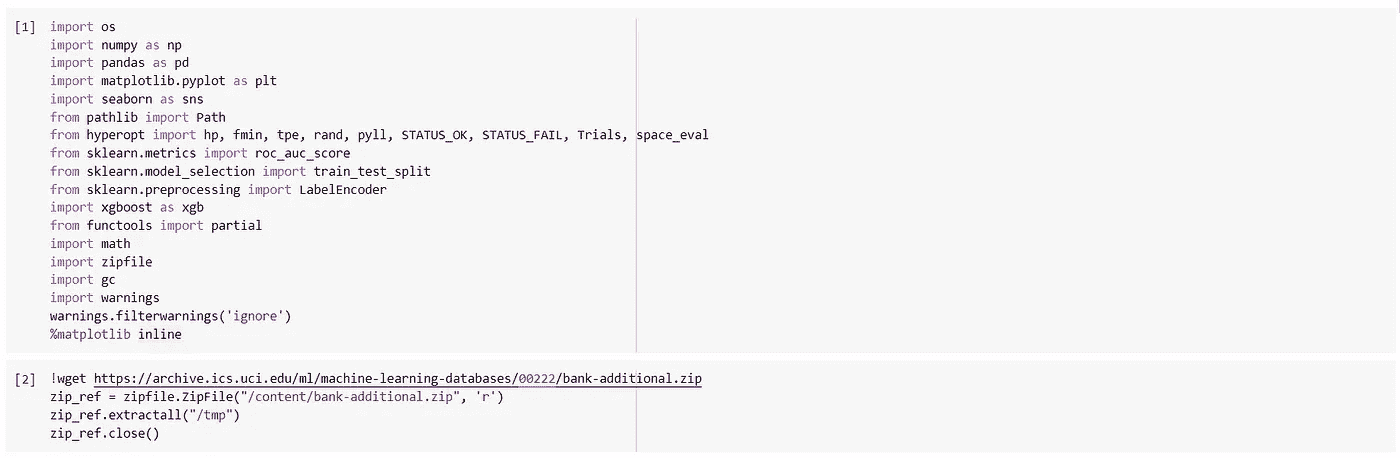 [1] import os
import numpy as np
import pandas as pd
import matplotlib.pyplot as plt
import seaborn as sns
from pathlib import Path
from hyperopt import hp, fmin, tpe, rand, pyll, STATUS_OK, STATUS_FAIL, Trials, space_eval
from sklearn.metrics import roc_auc_score
from sklearn.model_selection import train_test_split
from sklearn.preprocessing import LabelEncoder
import xgboost as xgb
from functools import partial
import math
import zipfile
import gc
import warnings
warnings.filterwarnings('ignore')
%matplotlib inline
[2] !wget https://archive.ics.uci.edu/ml/machine-learning-databases/00222/bank-additional.zip
zip_ref = zipfile.ZipFile("/content/bank-additional.zip", 'r')
zip_ref.extractall("/tmp")
zip_ref.close()